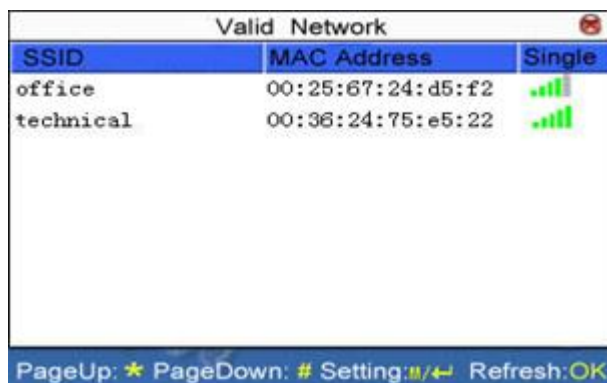 Valid Network
SSID MAC Address Single
office 00:25:67:24:d5:f2
technical 00:36:24:75:e5:22
PageUp: * PageDown: # Setting:M/↵ Refresh:OK